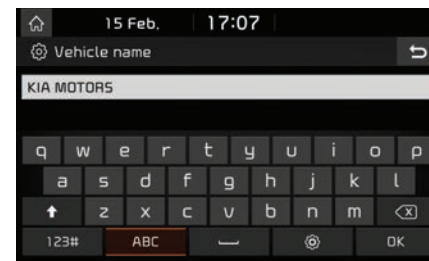 15 Feb. 17:07
Vehicle name
KIA MOTORS
q w e r t y u i o p
a s d f g h j k l
z x c v b n m
123# ABC OK